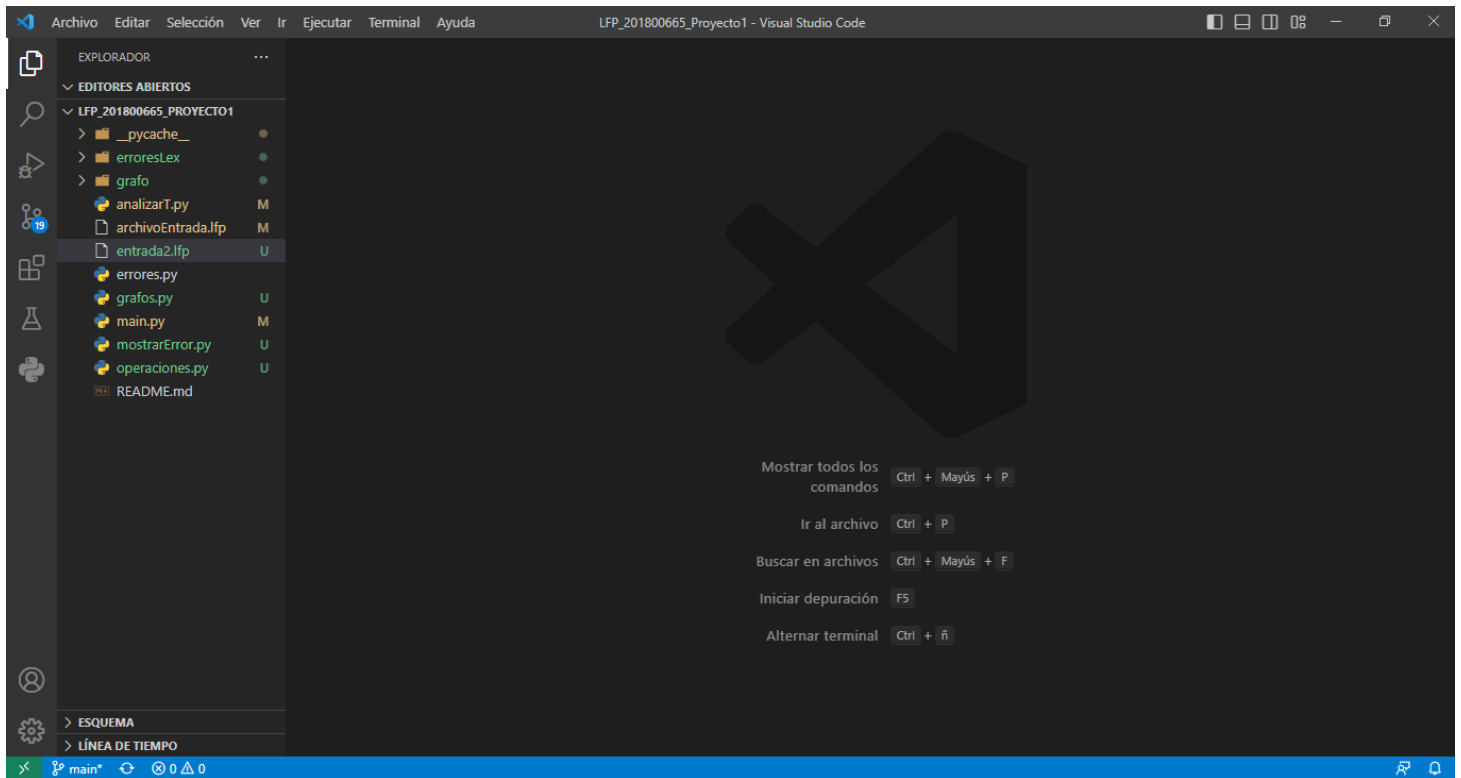 Archivo Editar Selección Ver Ir Ejecutar Terminal Ayuda LFP_201800665_Proyecto1 - Visual Studio Code
EXPLORADOR ...
EDITORES ABIERTOS
LFP_201800665_PROYECTO1
__pycache__
erroresLex
grafo
analizarT.py M
archivoEntrada.lfp M
entrada2.lfp U
errores.py
grafos.py U
main.py M
mostrarError.py U
operaciones.py U
README.md
19
Mostrar todos los comandos Ctrl + Mayús + P
Ir al archivo Ctrl + P
Buscar en archivos Ctrl + Mayús + F
Iniciar depuración F5
Alternar terminal Ctrl + ñ
ESQUEMA
LÍNEA DE TIEMPO
main* 0 0